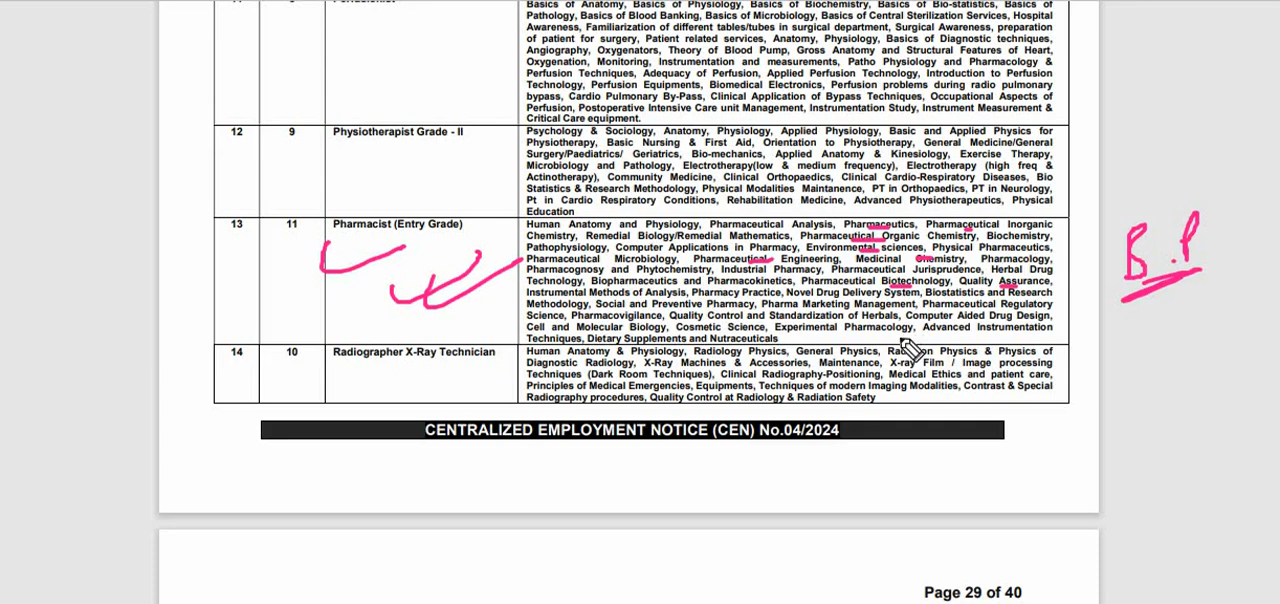 Basics of Anatomy, Basics of Physiology, Basics of Biochemistry, Basics of Bio-statistics, Basics of
Pathology, Basics of Blood Banking, Basics of Microbiology, Basics of Central Sterilization Services, Hospital
Awareness, Familiarization of different tables/tubes in surgical department, Surgical Awareness, preparation
of patient for surgery, Patient related services, Anatomy, Physiology, Basics of Diagnostic techniques,
Angiography, Oxygenators, Theory of Blood Pump, Gross Anatomy and Structural Features of Heart,
Oxygenation, Monitoring, Instrumentation and measurements, Patho Physiology and Pharmacology &
Perfusion Techniques, Adequacy of Perfusion, Applied Perfusion Technology, Introduction to Perfusion
Technology, Perfusion Equipments, Biomedical Electronics, Perfusion problems during radio pulmonary
bypass, Cardio Pulmonary By-Pass, Clinical Application of Bypass Techniques, Occupational Aspects of
Perfusion, Postoperative Intensive Care unit Management, Instrumentation Study, Instrument Measurement &
Critical Care equipment.
12 9 Physiotherapist Grade - II Psychology & Sociology, Anatomy, Physiology, Applied Physiology, Basic and Applied Physics for
Physiotherapy, Basic Nursing & First Aid, Orientation to Physiotherapy, General Medicine/General
Surgery/Paediatrics/ Geriatrics, Bio-mechanics, Applied Anatomy & Kinesiology, Exercise Therapy,
Microbiology and Pathology, Electrotherapy(low & medium frequency), Electrotherapy (high freq &
Actinotherapy), Community Medicine, Clinical Orthopaedics, Clinical Cardio-Respiratory Diseases, Bio
Statistics & Research Methodology, Physical Modalities Maintanence, PT in Orthopaedics, PT in Neurology,
Pt in Cardio Respiratory Conditions, Rehabilitation Medicine, Advanced Physiotherapeutics, Physical
Education
13 11 Pharmacist (Entry Grade) Human Anatomy and Physiology, Pharmaceutical Analysis, Pharmaceutics, Pharmaceutical Inorganic
Chemistry, Remedial Biology/Remedial Mathematics, Pharmaceutical Organic Chemistry, Biochemistry,
Pathophysiology, Computer Applications in Pharmacy, Environmental sciences, Physical Pharmaceutics,
Pharmaceutical Microbiology, Pharmaceutical Engineering, Medicinal Chemistry, Pharmacology,
Pharmacognosy and Phytochemistry, Industrial Pharmacy, Pharmaceutical Jurisprudence, Herbal Drug
Technology, Biopharmaceutics and Pharmacokinetics, Pharmaceutical Biotechnology, Quality Assurance,
Instrumental Methods of Analysis, Pharmacy Practice, Novel Drug Delivery System, Biostatistics and Research
Methodology, Social and Preventive Pharmacy, Pharma Marketing Management, Pharmaceutical Regulatory
Science, Pharmacovigilance, Quality Control and Standardization of Herbals, Computer Aided Drug Design,
Cell and Molecular Biology, Cosmetic Science, Experimental Pharmacology, Advanced Instrumentation
Techniques, Dietary Supplements and Nutraceuticals
B.P
14 10 Radiographer X-Ray Technician Human Anatomy & Physiology, Radiology Physics, General Physics, Physics & Physics of
Diagnostic Radiology, X-Ray Machines & Accessories, Maintenance, X-ray Film / Image processing
Techniques (Dark Room Techniques), Clinical Radiography-Positioning, Medical Ethics and patient care,
Principles of Medical Emergencies, Equipments, Techniques of modern Imaging Modalities, Contrast & Special
Radiography procedures, Quality Control at Radiology & Radiation Safety
CENTRALIZED EMPLOYMENT NOTICE (CEN) No.04/2024
Page 29 of 40